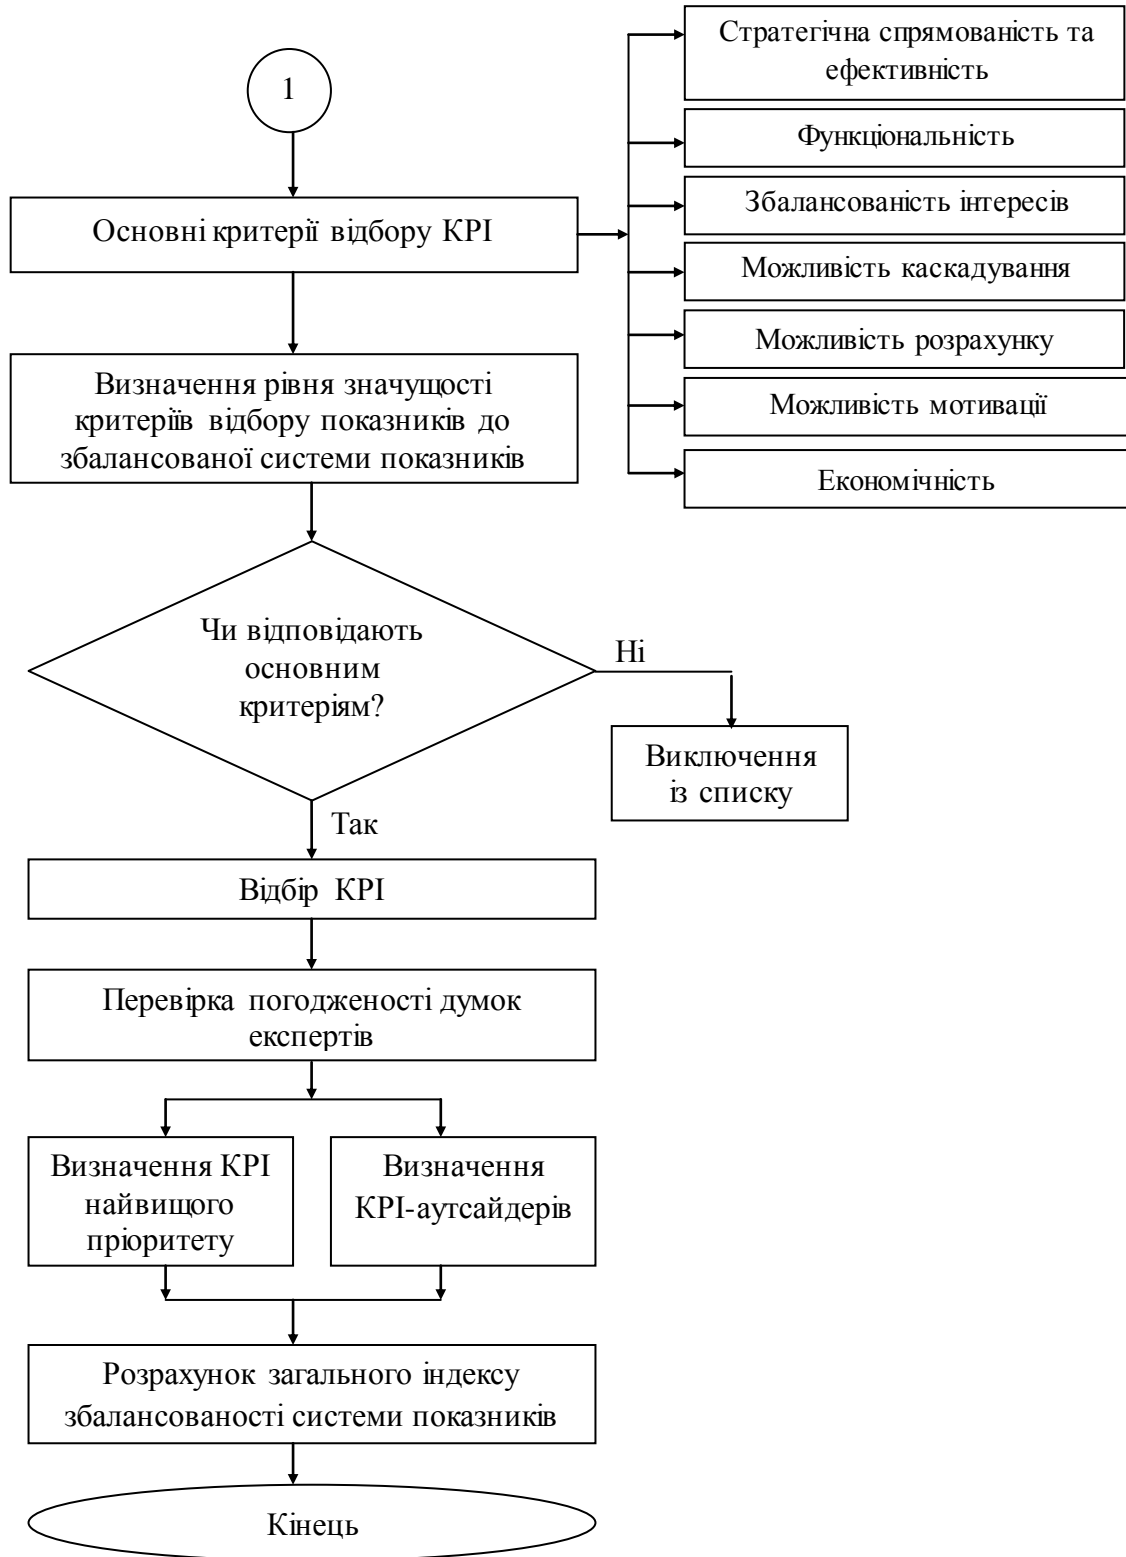 1
Стратегічна спрямованість та
ефективність
Функціональність
Збалансованість інтересів
Можливість каскадування
Можливість розрахунку
Можливість мотивації
Економічність
Основні критерії відбору КРІ
Визначення рівня значущості
критеріїв відбору показників до
збалансованої системи показників
Чи відповідають
основним
критеріям?
Ні
Виключення
із списку
Так
Відбір КРІ
Перевірка погодженості думок
експертів
Визначення КРІ
найвищого
пріоритету
Визначення
КРІ-аутсайдерів
Розрахунок загального індексу
збалансованості системи показників
Кінець